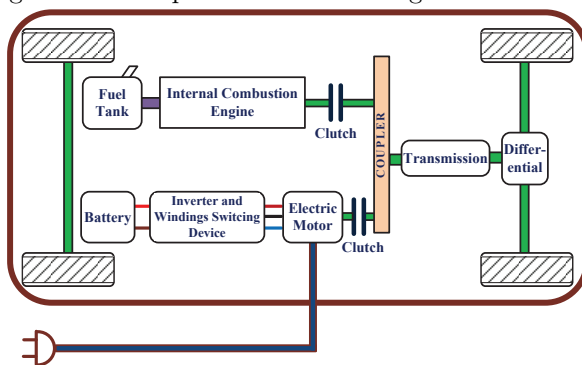 Fuel
Tank
Internal Combustion
Engine
Clutch
COUPLER
Transmission
Differ-
ential
Battery
Inverter and
Windings Switcing
Device
Electric
Motor
Clutch